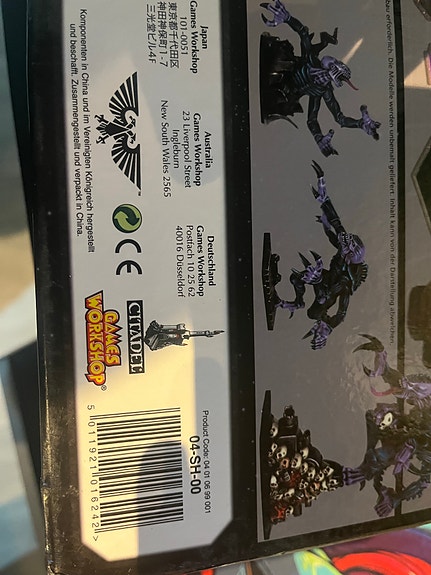 Japan
Games Workshop
101-0051
東京都千代田区
神田神保町1-7
三光堂ビル4F
Australia
Games Workshop
23 Liverpool Street
Ingleburn
New South Wales 2565
Deutschland
Games Workshop
Postfach 10 25 62
40016 Düsseldorf
Komponenten in China und im Vereinigten Königreich hergestellt
und beschafft. Zusammengestellt und verpackt in China.
CE
CITADEL
GAMES
WORKSHOP®
Product Code: 04 01 06 99 001
04-SH-00
5 011921 016242 >
bau erforderlich. Die Modelle werden unbemalt geliefert. Inhalt kann von der Darstellung abweichen.